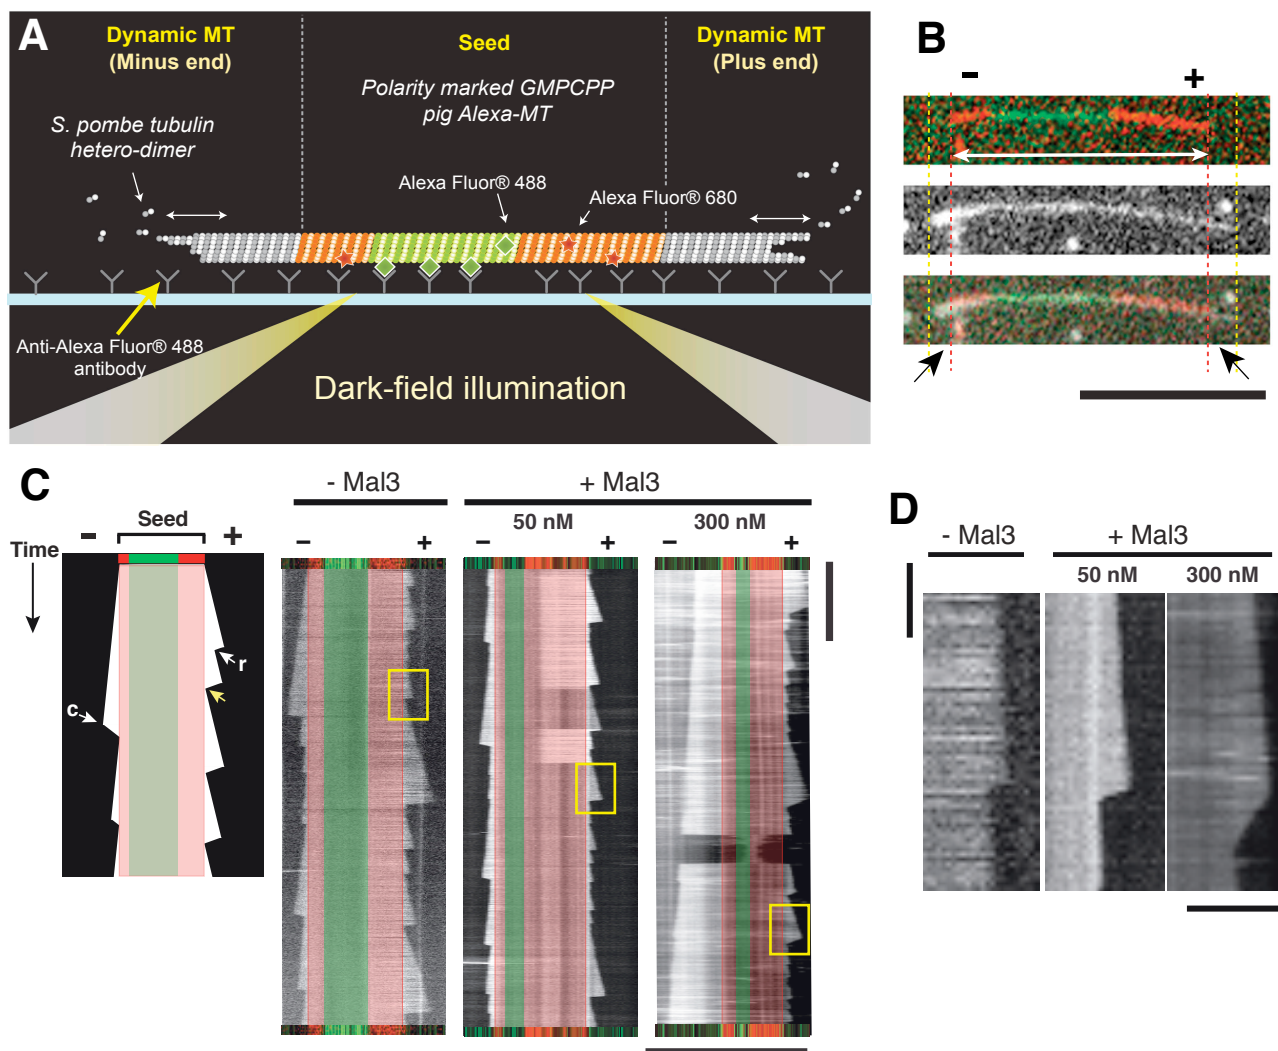 A
Dynamic MT
(Minus end)
Seed
Dynamic MT
(Plus end)
Polarity marked GMPCPP
pig Alexa-MT
S. pombe tubulin
hetero-dimer
Alexa Fluor® 488
Alexa Fluor® 680
Anti-Alexa Fluor® 488
antibody
Dark-field illumination
B
- +
C
- Seed +
Time
r
c
- Mal3
+ Mal3
50 nM
300 nM
- + - + - +
D
- Mal3
+ Mal3
50 nM
300 nM